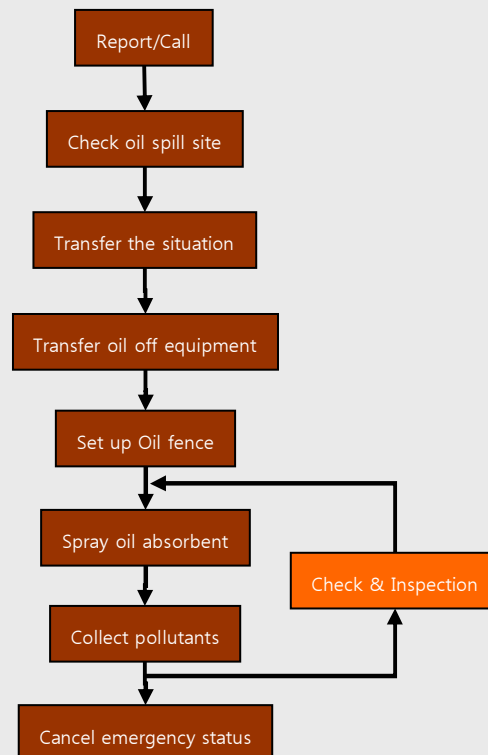 Report/Call
Check oil spill site
Transfer the situation
Transfer oil off equipment
Set up Oil fence
Spray oil absorbent
Check & Inspection
Collect pollutants
Cancel emergency status